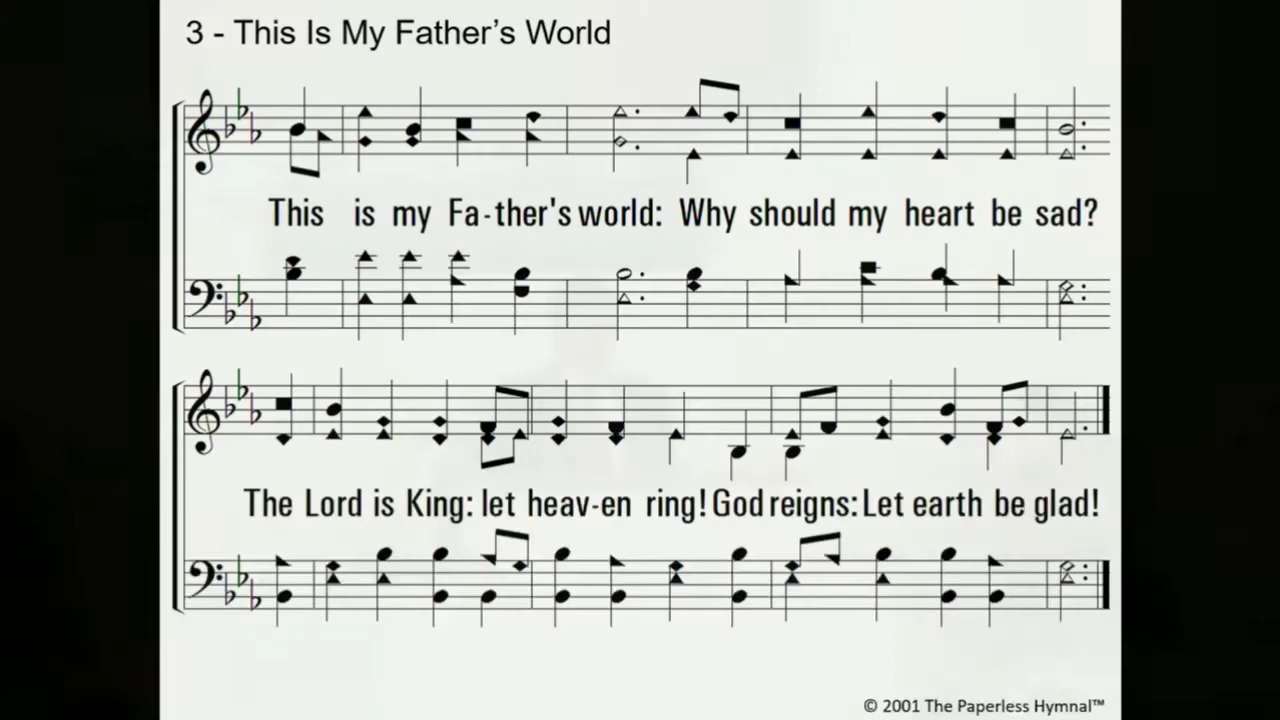 3 - This Is My Father’s World
This is my Fa-ther's world: Why should my heart be sad?
The Lord is King: let heav-en ring! God reigns: Let earth be glad!
© 2001 The Paperless Hymnal™